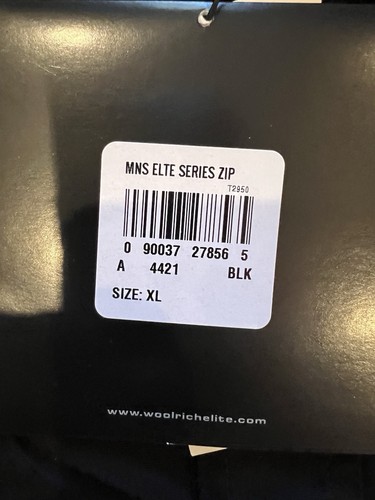 MNS ELTE SERIES ZIP
T2950
0 90037 27856 5
A 4421 BLK
SIZE: XL
www.woolrichelite.com